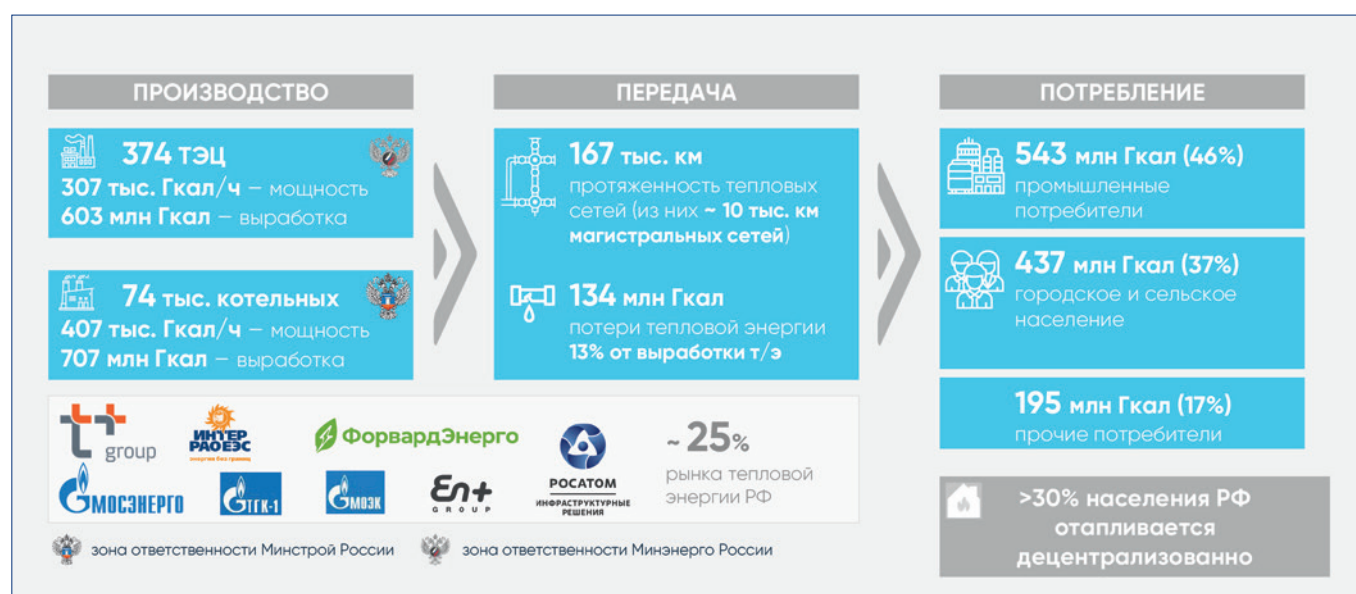 ПРОИЗВОДСТВО
374 ТЭЦ
307 тыс. Гкал/ч – мощность
603 млн Гкал – выработка
74 тыс. котельных
407 тыс. Гкал/ч – мощность
707 млн Гкал – выработка
ПЕРЕДАЧА
167 тыс. км
протяженность тепловых
сетей (из них ~ 10 тыс. км
магистральных сетей)
134 млн Гкал
потери тепловой энергии
13% от выработки т/э
ПОТРЕБЛЕНИЕ
543 млн Гкал (46%)
промышленные
потребители
437 млн Гкал (37%)
городское и сельское
население
195 млн Гкал (17%)
прочие потребители
>30% населения РФ
отапливается
децентрализованно
group
ИНТЕР
РАО ЕЭС
энергия без границ
ФорвардЭнерго
МОСЭНЕРГО
ТГК-1
МОЭК
En+
GROUP
РОСАТОМ
ИНФРАСТРУКТУРНЫЕ
РЕШЕНИЯ
~ 25%
рынка тепловой
энергии РФ
зона ответственности Минстрой России
зона ответственности Минэнерго России